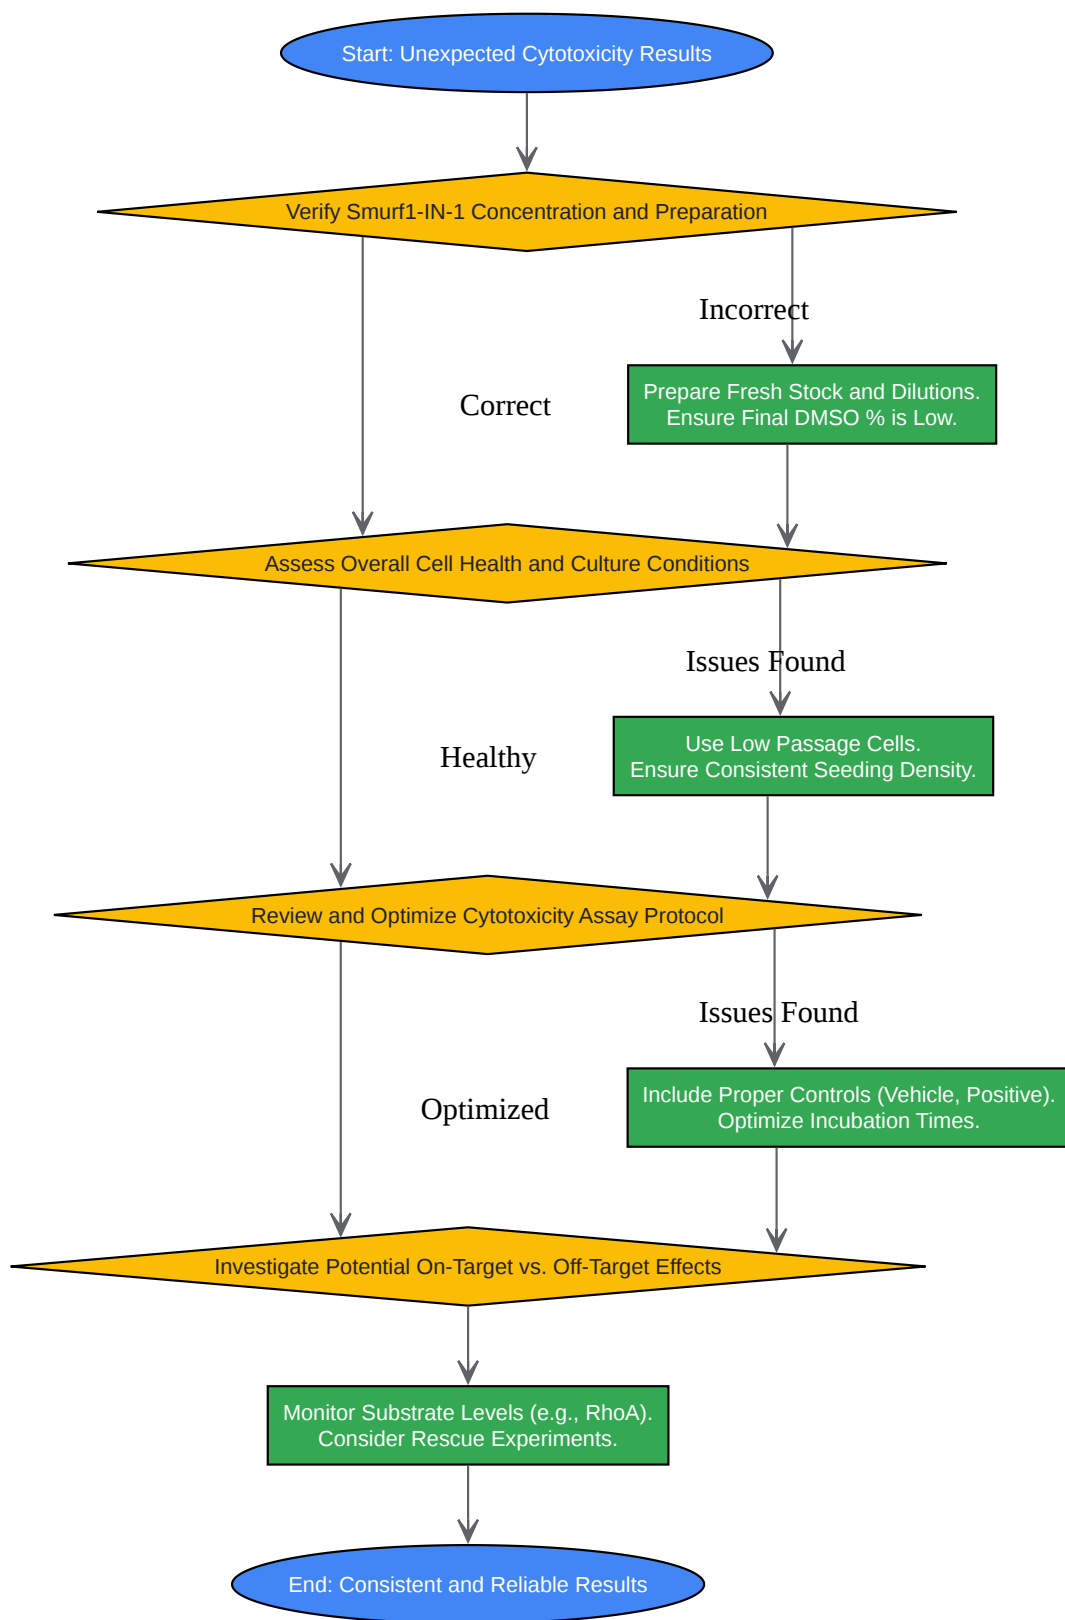 Start: Unexpected Cytotoxicity Results
Verify Smurf1-IN-1 Concentration and Preparation
Incorrect
Correct
Prepare Fresh Stock and Dilutions.
Ensure Final DMSO % is Low.
Assess Overall Cell Health and Culture Conditions
Issues Found
Healthy
Use Low Passage Cells.
Ensure Consistent Seeding Density.
Review and Optimize Cytotoxicity Assay Protocol
Issues Found
Optimized
Include Proper Controls (Vehicle, Positive).
Optimize Incubation Times.
Investigate Potential On-Target vs. Off-Target Effects
Monitor Substrate Levels (e.g., RhoA).
Consider Rescue Experiments.
End: Consistent and Reliable Results